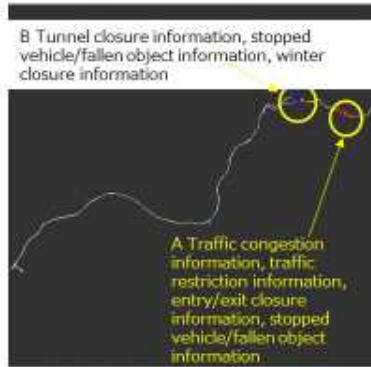 B Tunnel closure information, stopped
vehicle/fallen object information, winter
closure information
A Traffic congestion
information, traffic
restriction information,
entry/exit closure
information, stopped
vehicle/fallen object
information